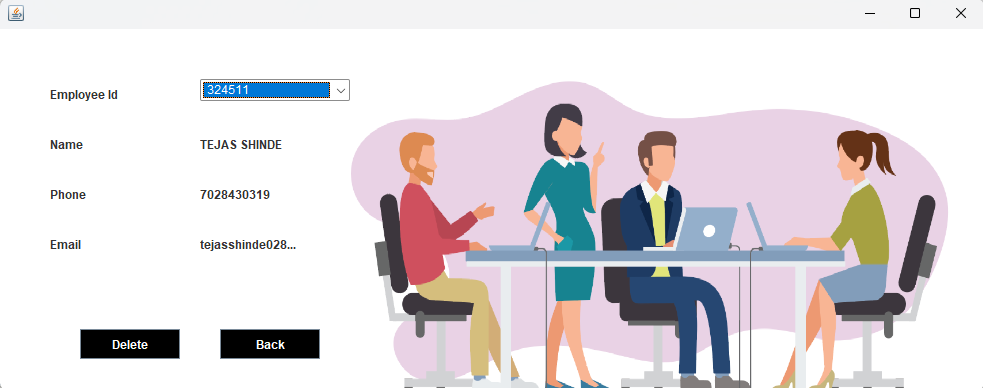 Employee Id 324511
Name TEJAS SHINDE
Phone 7028430319
Email tejasshinde028...
Delete Back